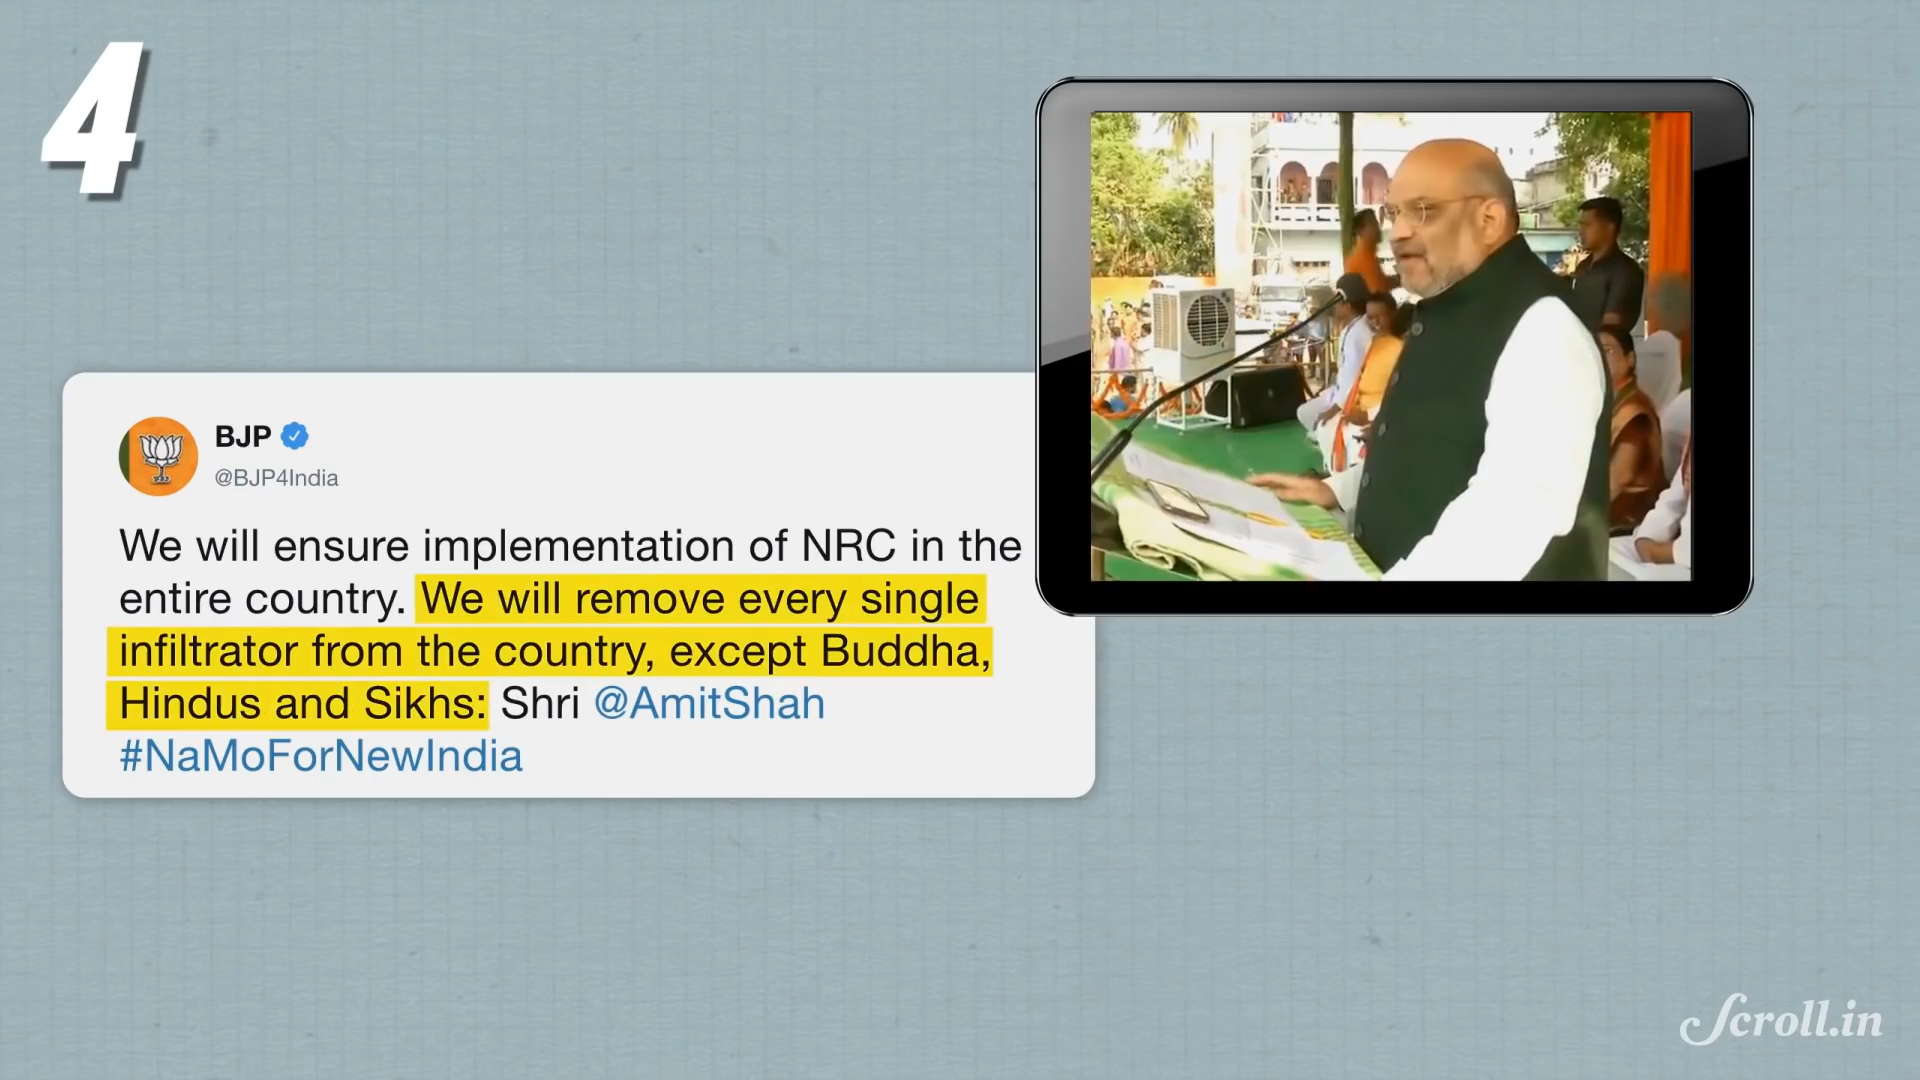 4
BJP
@BJP4India
We will ensure implementation of NRC in the
entire country. We will remove every single
infiltrator from the country, except Buddha,
Hindus and Sikhs: Shri @AmitShah
#NaMoForNewIndia
Scroll.in